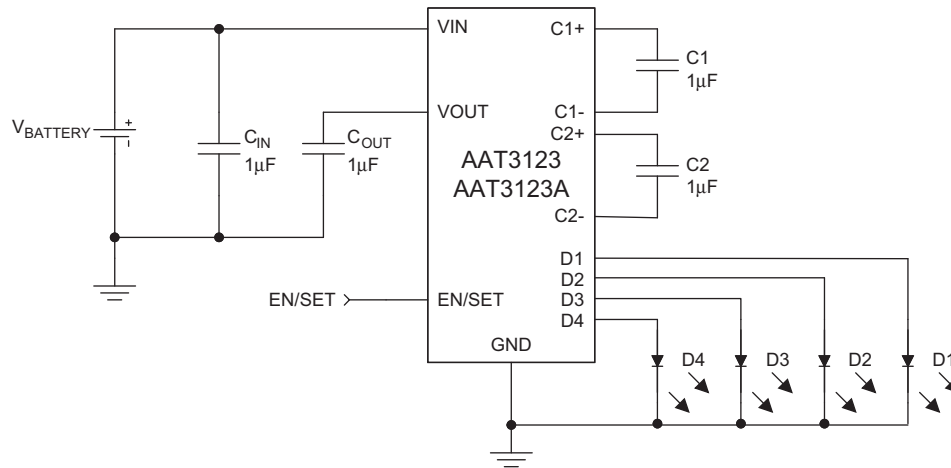 VIN
C1+
C1
1μF
C1-
VBATTERY
+
-
CIN
1μF
COUT
1μF
VOUT
C2+
AAT3123
AAT3123A
C2
1μF
C2-
D1
D2
D3
D4
EN/SET
EN/SET
GND
D4
D3
D2
D1